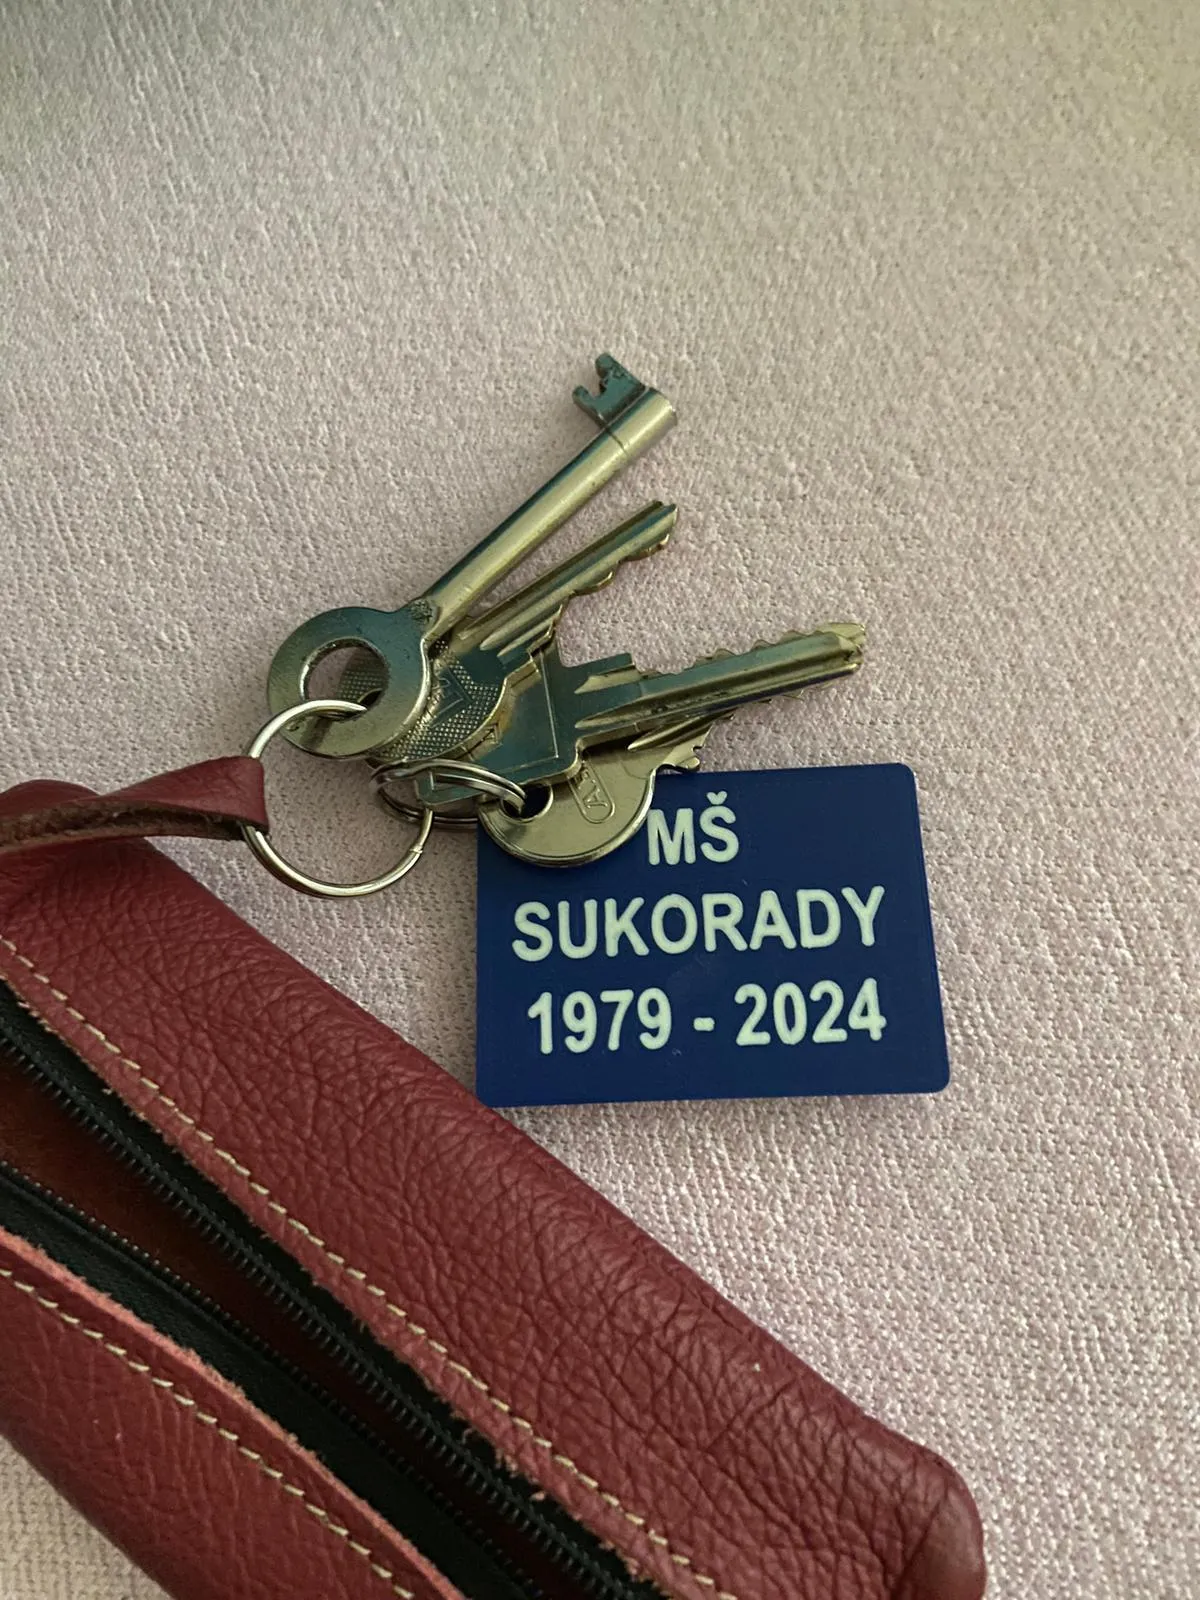 MŠ
SUKORADY
1979 - 2024